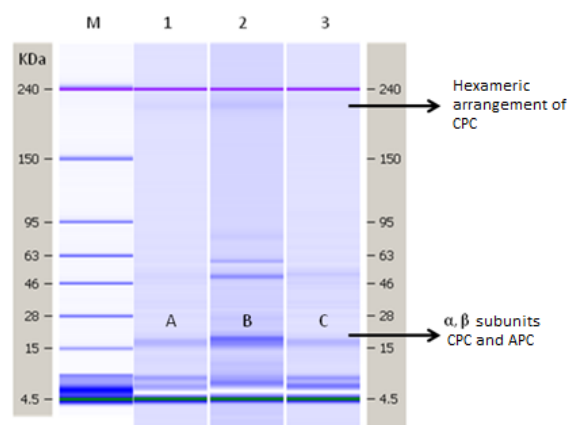 M 1 2 3
KDa
240 240
Hexameric
arrangement of
CPC
150 150
95 95
63 63
46 46
28 28
A B C
α, β subunits
CPC and APC
15 15
4.5 4.5